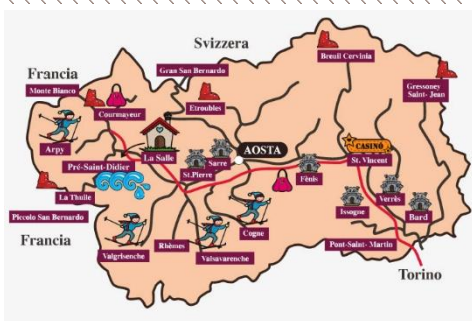 Svizzera
Breuil Cervinia
Gran San Bernardo
Francia
Monte Bianco
Gressoney
Saint- Jean
Courmayeur
Etroubles
Arpy
AOSTA
CASINÒ
La Salle
Sarre
St. Vincent
Pré-Saint-Didier
St.Pierre
Fénis
La Thuile
Verrès
Issogne
Bard
Piccolo San Bernardo
Cogne
Francia
Rhèmes
Pont-Saint- Martin
Valgrisenche
Valsavarenche
Torino